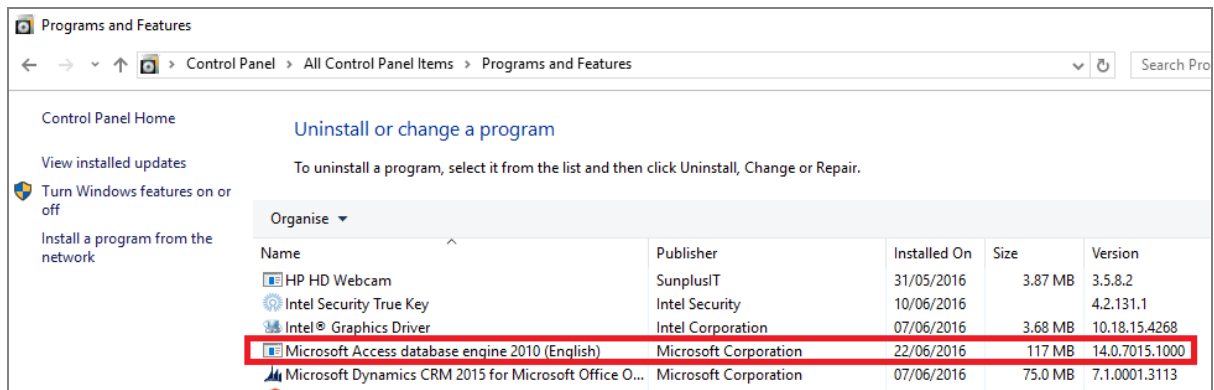 Programs and Features
Control Panel > All Control Panel Items > Programs and Features Search Pro
Control Panel Home
View installed updates
Turn Windows features on or
off
Install a program from the
network
Uninstall or change a program
To uninstall a program, select it from the list and then click Uninstall, Change or Repair.
Organise
Name Publisher Installed On Size Version
HP HD Webcam SunplusIT 31/05/2016 3.87 MB 3.5.8.2
Intel Security True Key Intel Security 10/06/2016 4.2.131.1
Intel® Graphics Driver Intel Corporation 07/06/2016 3.68 MB 10.18.15.4268
Microsoft Access database engine 2010 (English) Microsoft Corporation 22/06/2016 117 MB 14.0.7015.1000
Microsoft Dynamics CRM 2015 for Microsoft Office O... Microsoft Corporation 07/06/2016 75.0 MB 7.1.0001.3113